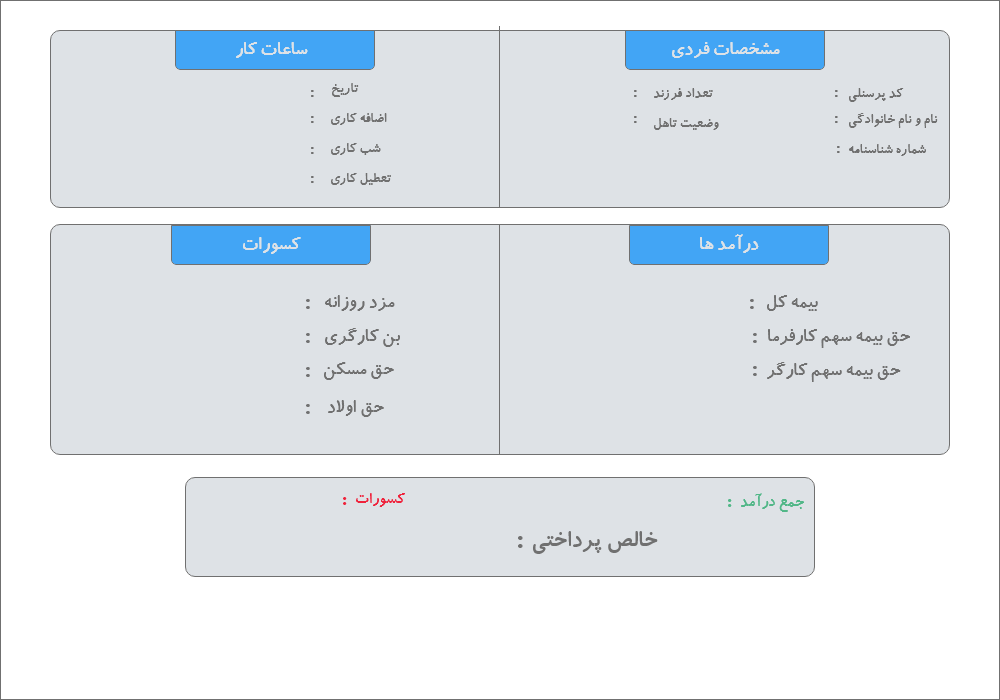 مشخصات فردی
کد پرسنلی :
نام و نام خانوادگی :
شماره شناسنامه :
تعداد فرزند :
وضعیت تاهل :
ساعات کار
تاریخ :
اضافه کاری :
شب کاری :
تعطیل کاری :
درآمد ها
بیمه کل :
حق بیمه سهم کارفرما :
حق بیمه سهم کارگر :
کسورات
مزد روزانه :
بن کارگری :
حق مسکن :
حق اولاد :
جمع درآمد :
کسورات :
خالص پرداختی :